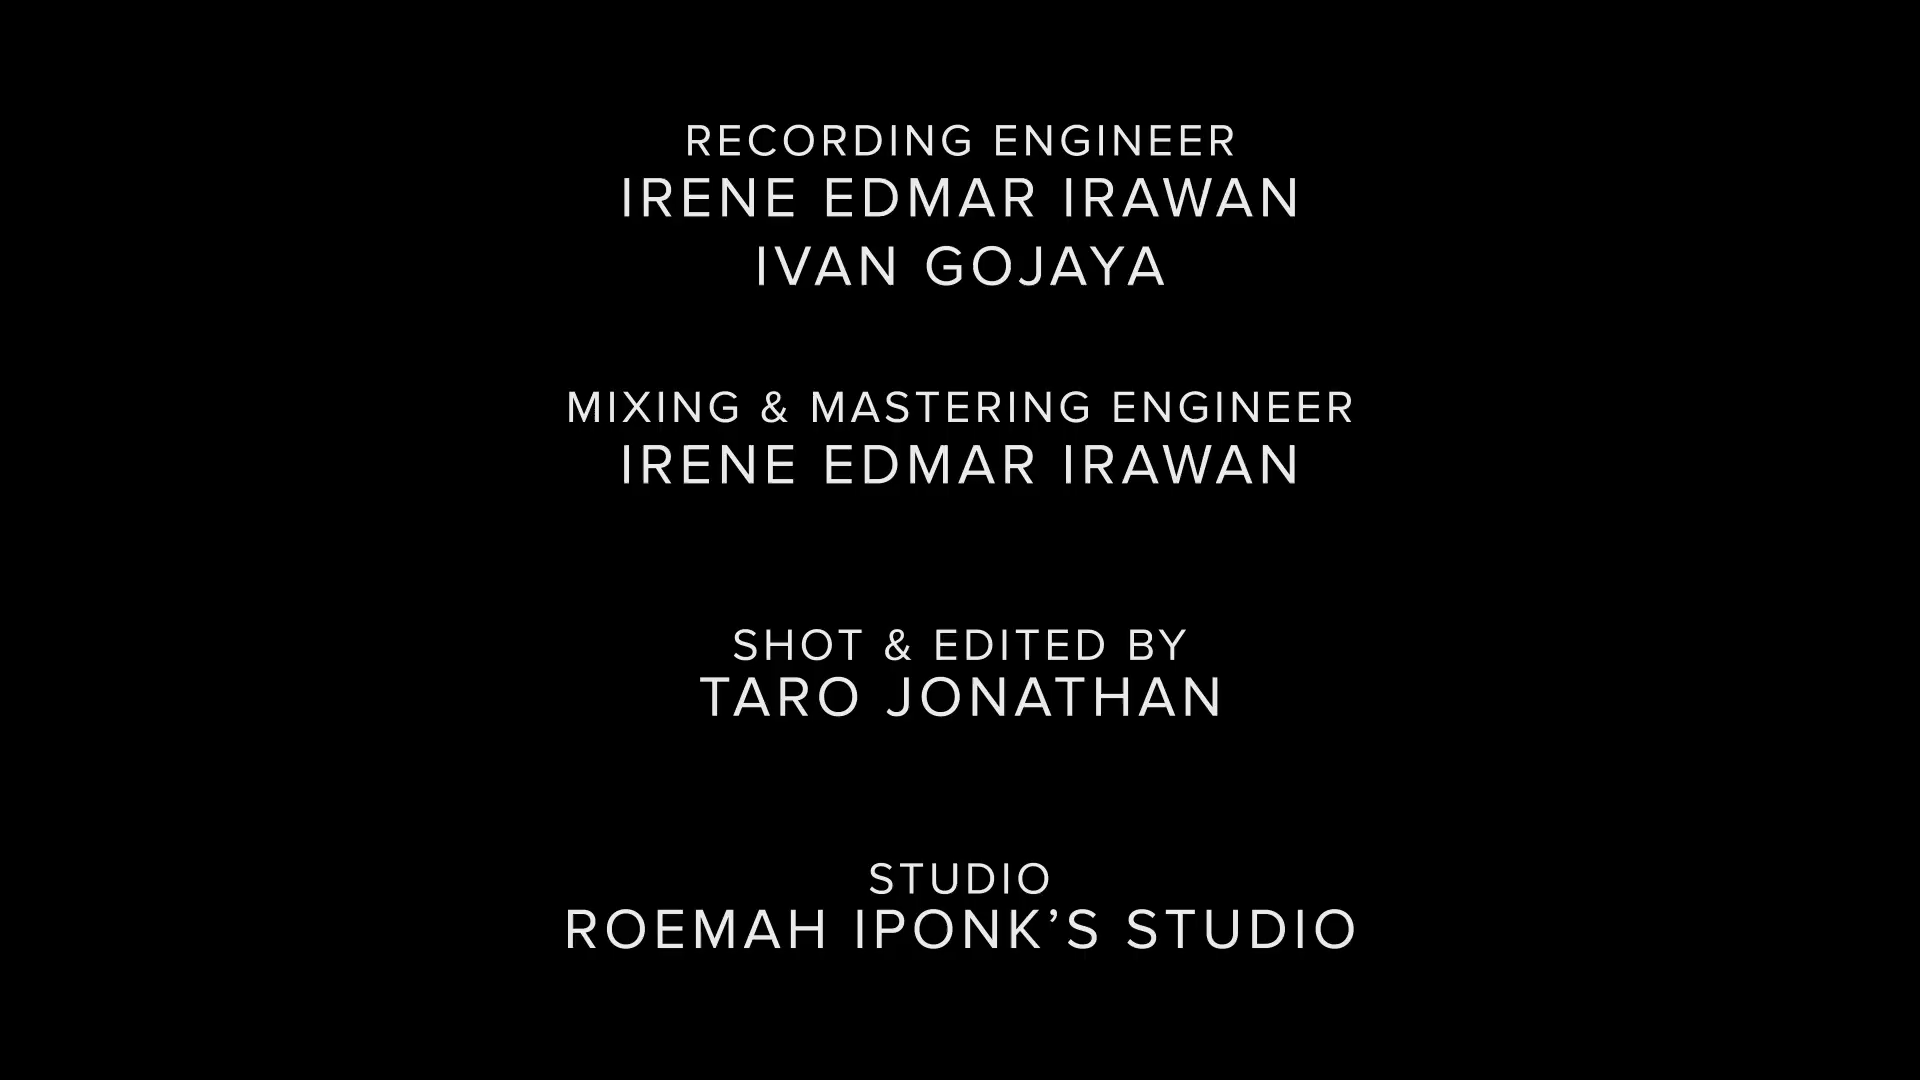 RECORDING ENGINEER
IRENE EDMAR IRAWAN
IVAN GOJAYA
MIXING & MASTERING ENGINEER
IRENE EDMAR IRAWAN
SHOT & EDITED BY
TARO JONATHAN
STUDIO
ROEMAH IPONK’S STUDIO